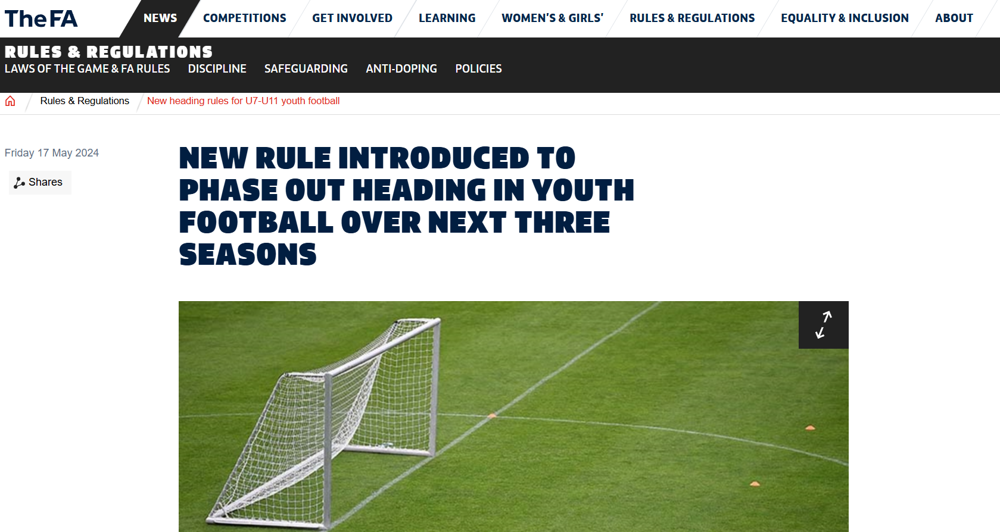 TheFA
NEWS
COMPETITIONS
GET INVOLVED
LEARNING
WOMEN'S & GIRLS'
RULES & REGULATIONS
EQUALITY & INCLUSION
ABOUT
RULES & REGULATIONS
LAWS OF THE GAME & FA RULES
DISCIPLINE
SAFEGUARDING
ANTI-DOPING
POLICIES
Rules & Regulations
New heading rules for U7-U11 youth football
Friday 17 May 2024
Shares
NEW RULE INTRODUCED TO
PHASE OUT HEADING IN YOUTH
FOOTBALL OVER NEXT THREE
SEASONS